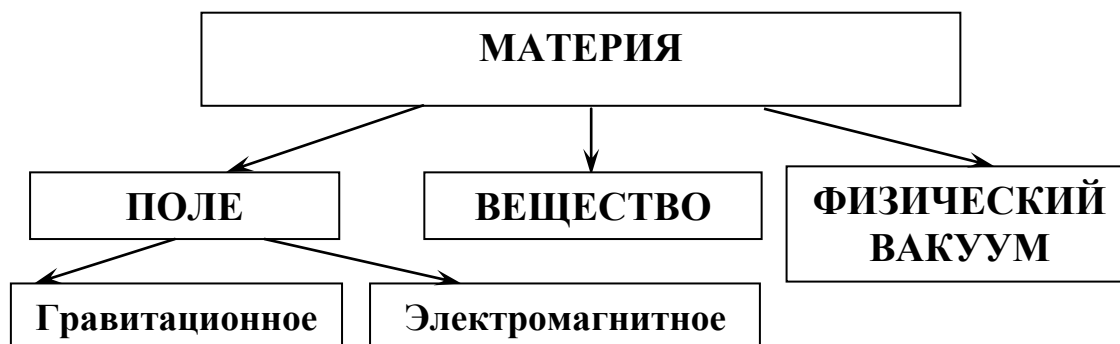 МАТЕРИЯ
ПОЛЕ
ВЕЩЕСТВО
ФИЗИЧЕСКИЙ
ВАКУУМ
Гравитационное
Электромагнитное